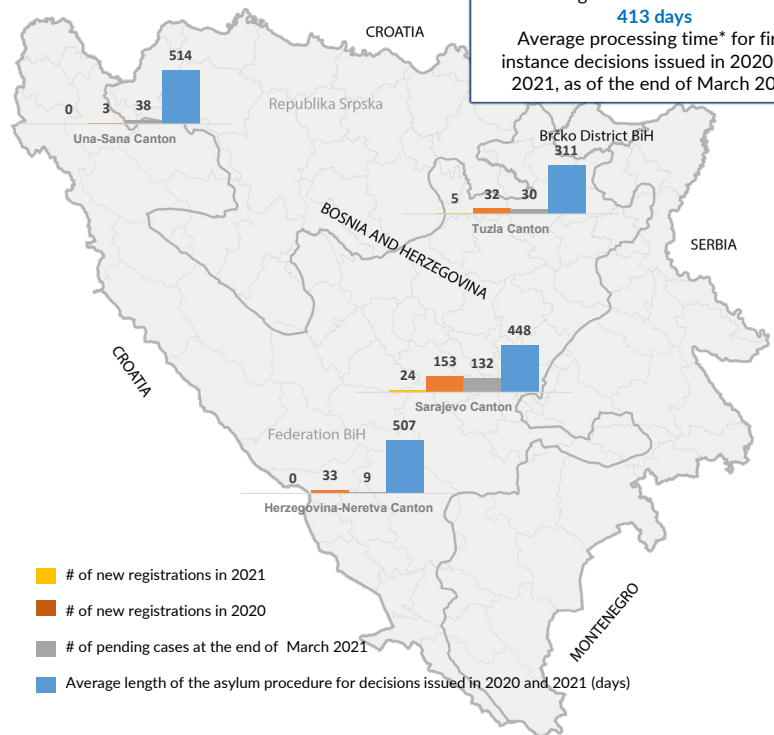 413 days
Average processing time* for
instance decisions issued in 2020
2021, as of the end of March
CROATIA
514
0 3 38
Una-Sana Canton
Republika Srpska
Brčko District BiH
311
5 32 30
Tuzla Canton
BOSNIA AND HERZEGOVINA
SERBIA
448
24 153 132
Sarajevo Canton
CROATIA
Federation BiH
507
0 33 9
Herzegovina-Neretva Canton
MONTENEGRO
# of new registrations in 2021
# of new registrations in 2020
# of pending cases at the end of March 2021
Average length of the asylum procedure for decisions issued in 2020 and 2021 (days)